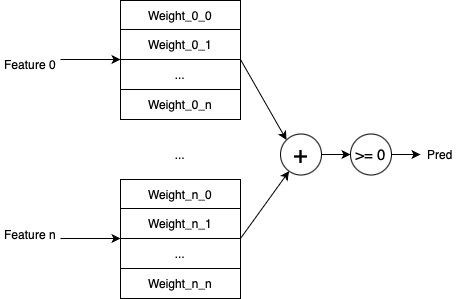 Weight_0_0
Weight_0_1
Feature 0
...
Weight_0_n
...
+
>= 0
Pred
Weight_n_0
Weight_n_1
Feature n
...
Weight_n_n